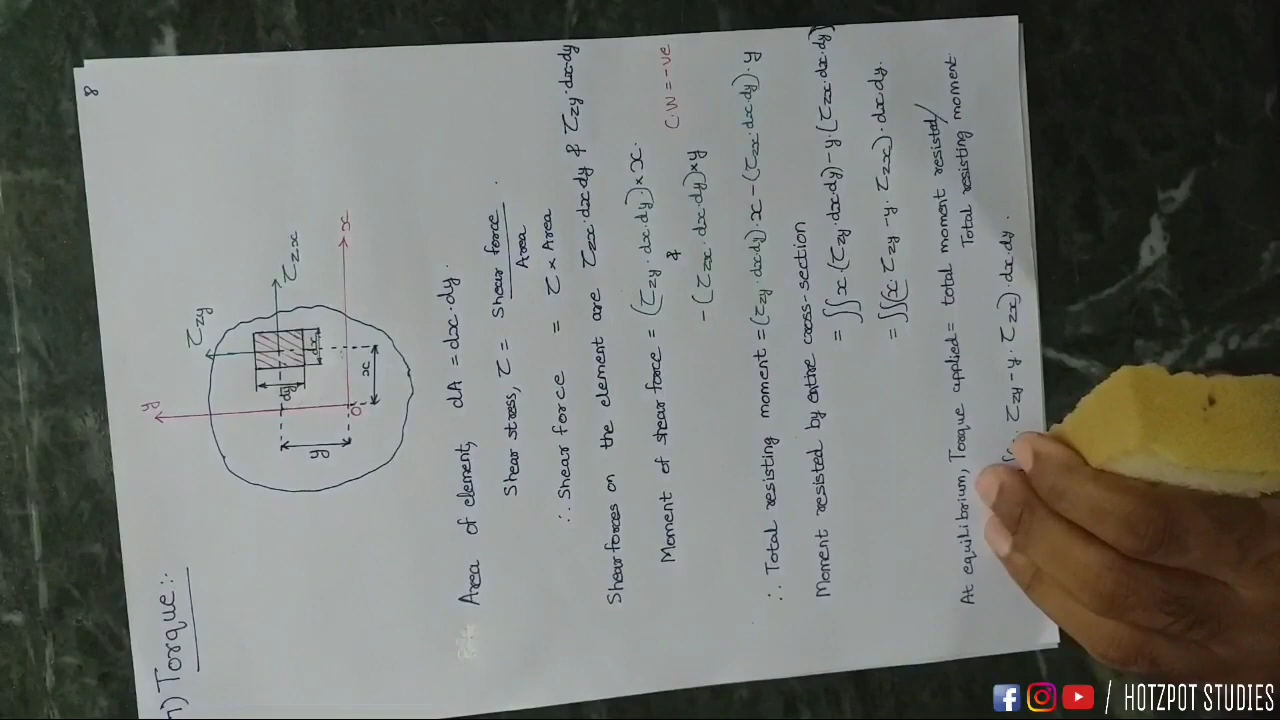 8
7) Torque:-
y
τzy
τzx
dy
dx
y
x
O
x
Area of element, dA = dx·dy.
Shear stress, τ = Shear force / Area
∴ Shear force = τ × Area
Shear forces on the element are τzx·dx·dy & τzy·dx·dy
Moment of shear force = (τzy·dx·dy)×x.
&
C.W = -ve
-(τzx·dx·dy)×y
∴ Total resisting moment = (τzy·dx·dy)·x - (τzx·dx·dy)·y
Moment resisted by entire cross-section
= ∬x·(τzy·dx·dy) - y·(τzx·dx·dy)
= ∬(x·τzy - y·τzx)·dx·dy.
At equilibrium, Torque applied = total moment resisted/
Total resisting moment
τzy - y·τzx)·dx·dy.
/ HOTZPOT STUDIES